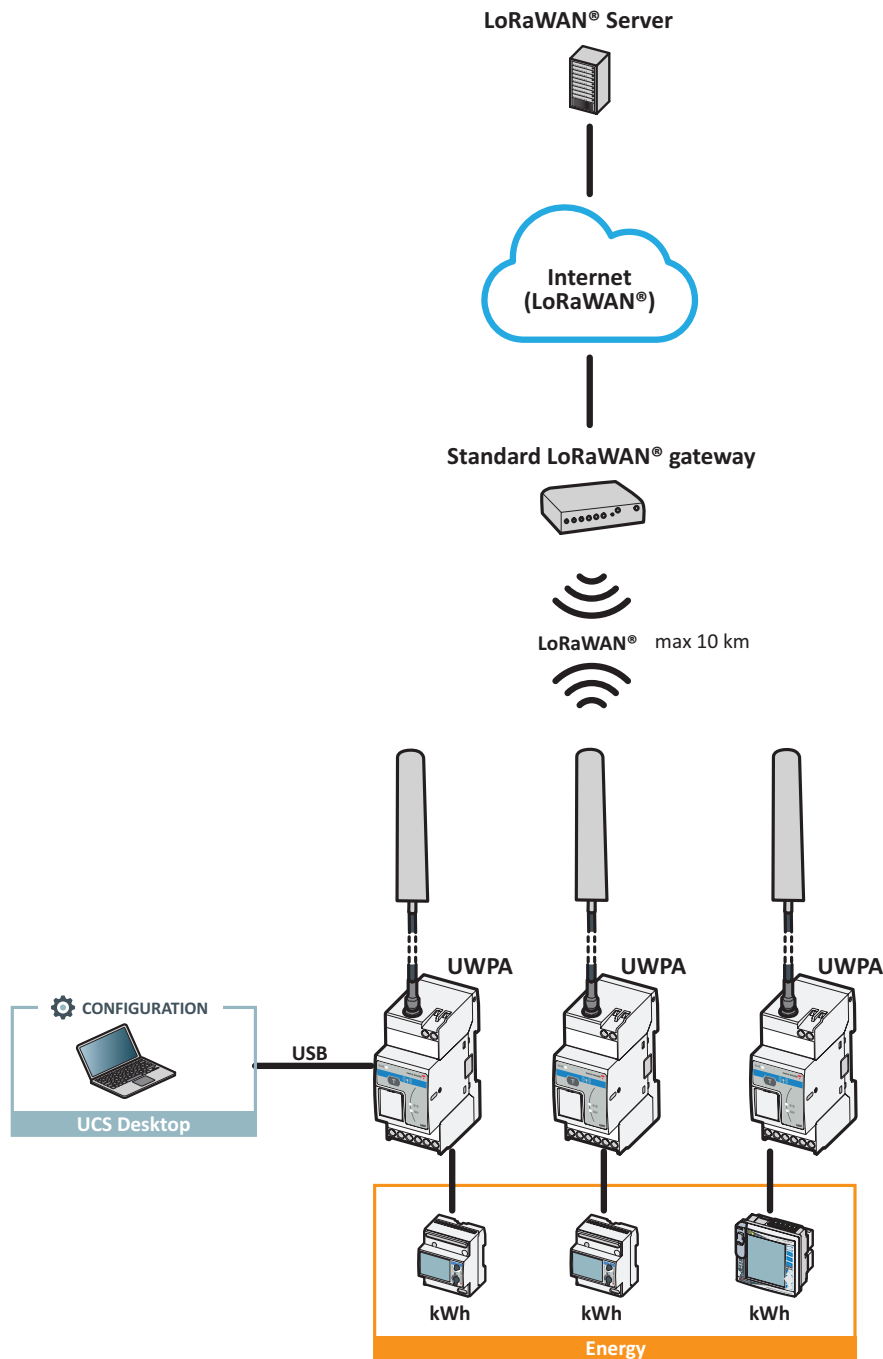 LoRaWAN® Server
Internet
(LoRaWAN®)
Standard LoRaWAN® gateway
LoRaWAN® max 10 km
UWPA UWPA UWPA
CONFIGURATION
USB
UCS Desktop
kWh kWh kWh
Energy